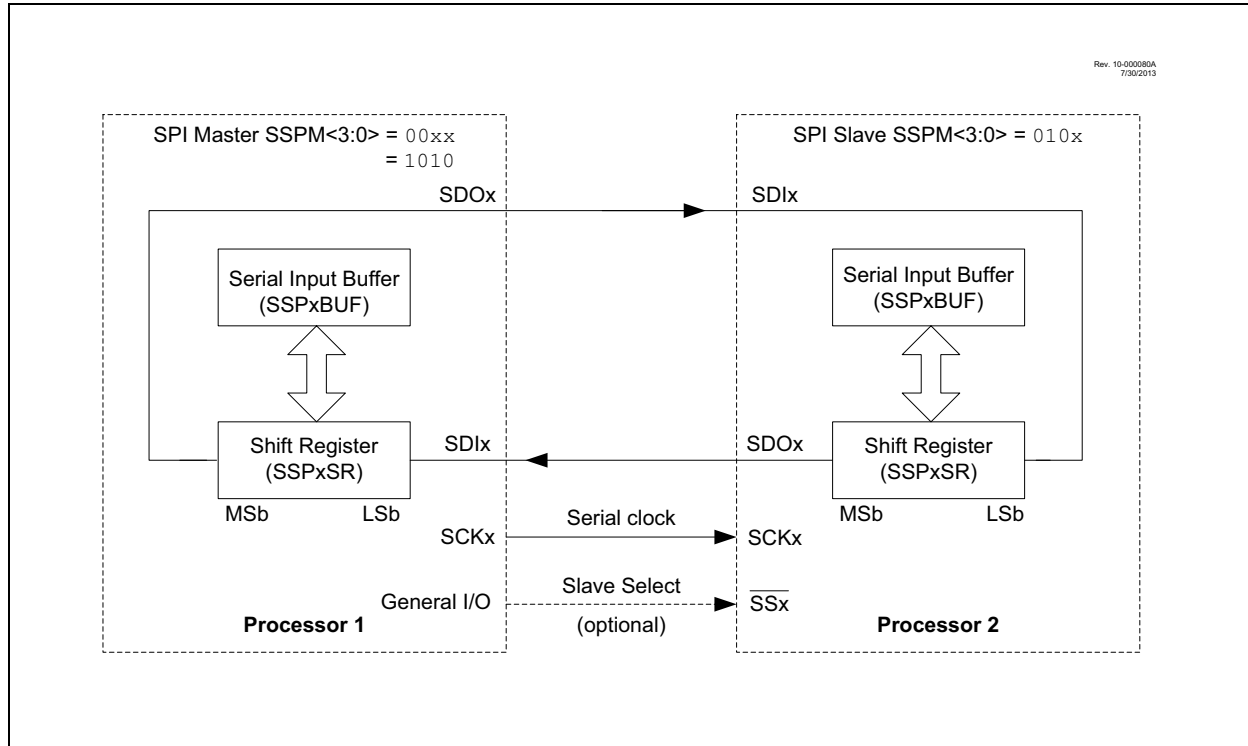 Rev. 10-000080A
7/30/2013
SPI Master SSPM<3:0> = 00xx
= 1010
SPI Slave SSPM<3:0> = 010x
SDOx
SDIx
Serial Input Buffer
(SSPxBUF)
Serial Input Buffer
(SSPxBUF)
Shift Register
(SSPxSR)
SDIx
SDOx
Shift Register
(SSPxSR)
MSb
LSb
MSb
LSb
SCKx
Serial clock
SCKx
General I/O
Slave Select
(optional)
SSx
Processor 1
Processor 2